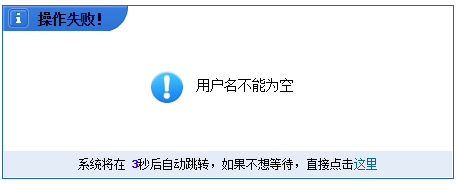 操作失败!
用户名不能为空
系统将在 3秒后自动跳转，如果不想等待，直接点击这里